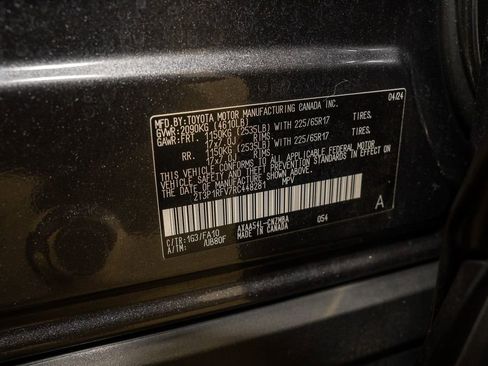 MFD. BY: TOYOTA MOTOR MANUFACTURING CANADA INC. 04/24
GVWR: 2090KG (4610LB)
GAWR: FRT. 1150KG (2535LB) WITH 225/65R17 TIRES,
17x7.0J RIMS
RR. 1150KG (2535LB) WITH 225/65R17 TIRES,
17x7.0J RIMS
THIS VEHICLE CONFORMS TO ALL APPLICABLE FEDERAL MOTOR
VEHICLE SAFETY AND THEFT PREVENTION STANDARDS IN EFFECT
ON THE DATE OF MANUFACTURE SHOWN ABOVE.
2T3P1RFV7RC448281 MPV
C/TR: 1G3/FA10 AXAA54L-CNZMBA 054 A
A/TM: /UB80F MADE IN CANADA